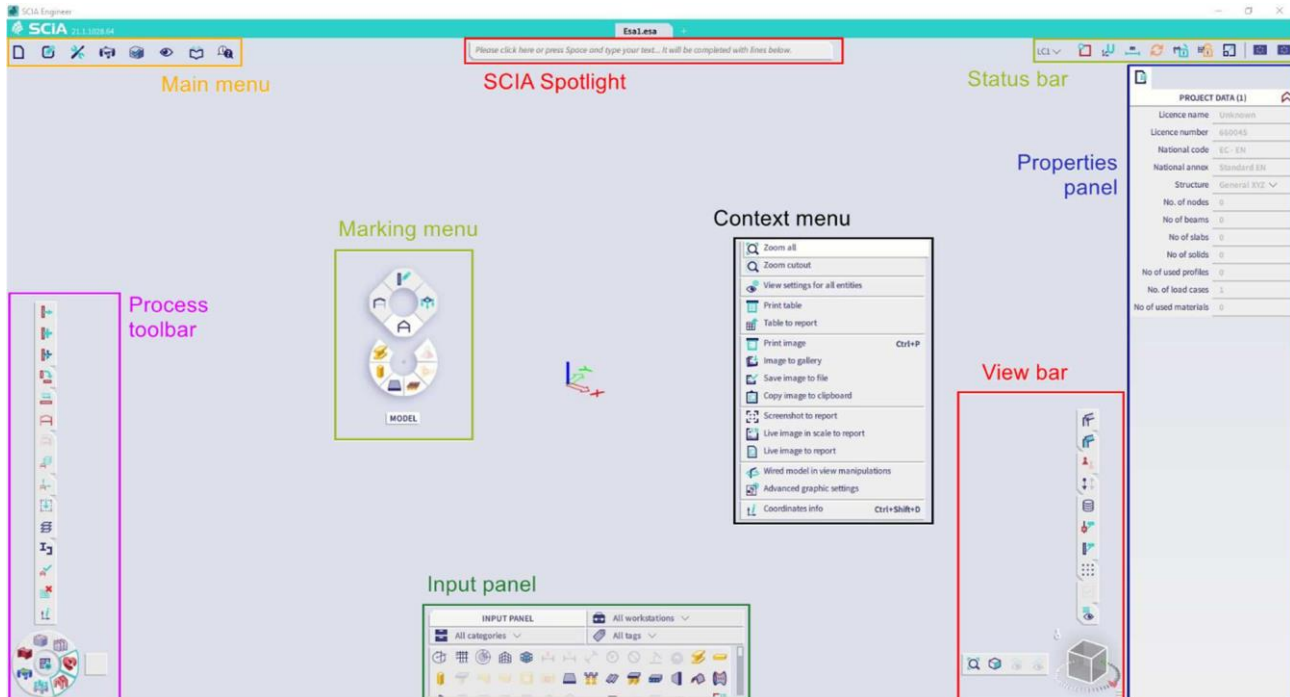 SCIA Engineer
SCIA 21.1.1028.64
Esa1.esa +
Please click here or press Space and type your text... It will be completed with lines below.
LC1
Main menu
SCIA Spotlight
Status bar
PROJECT DATA (1)
Licence name Unknown
Licence number 660048
National code EC - EN
National annex Standard EN
Structure General XYZ
No. of nodes 0
No of beams 0
No of slabs 0
No of solids 0
No of used profiles 0
No. of load cases 1
No of used materials 0
Properties
panel
Marking menu
MODEL
Context menu
Zoom all
Zoom cutout
View settings for all entities
Print table
Table to report
Print image Ctrl+P
Image to gallery
Save image to file
Copy image to clipboard
Screenshot to report
Live image in scale to report
Live image to report
Wired model in view manipulations
Advanced graphic settings
Coordinates info Ctrl+Shift+D
Process
toolbar
View bar
Input panel
INPUT PANEL All workstations
All categories All tags